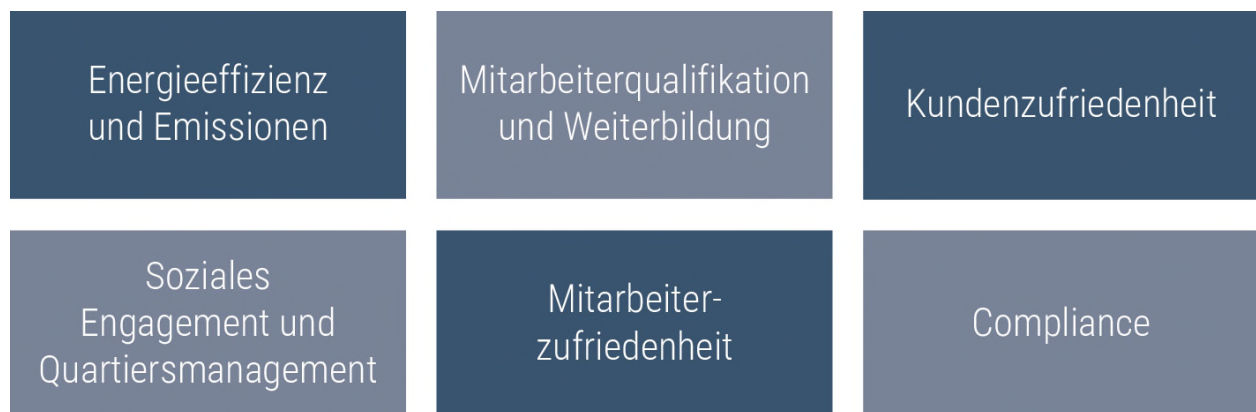 Energieeffizienz
und Emissionen
Mitarbeiterqualifikation
und Weiterbildung
Kundenzufriedenheit
Soziales
Engagement und
Quartiersmanagement
Mitarbeiter-
zufriedenheit
Compliance